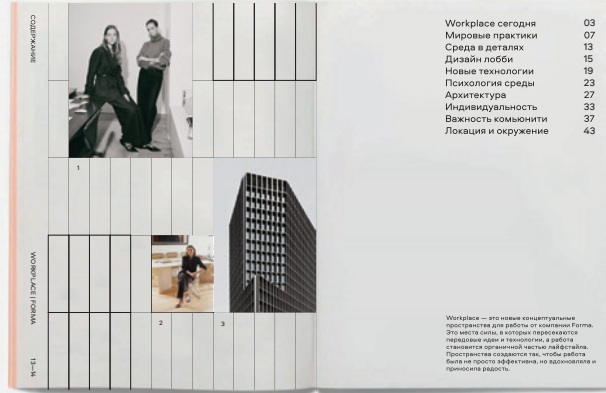 СОДЕРЖАНИЕ
WORKPLACE | FORMA
13—14
1
2
3
Workplace сегодня 03
Мировые практики 07
Среда в деталях 13
Дизайн лобби 15
Новые технологии 19
Психология среды 23
Архитектура 27
Индивидуальность 33
Важность комьюнити 37
Локация и окружение 43
Workplace — это новые концептуальные
пространства для работы от компании Forma.
Это места силы, в которых пересекаются
передовые идеи и технологии, а работа
становится органичной частью лайфстайла.
Пространства создаются так, чтобы работа
была не просто эффективна, но вдохновляла и
приносила радость.